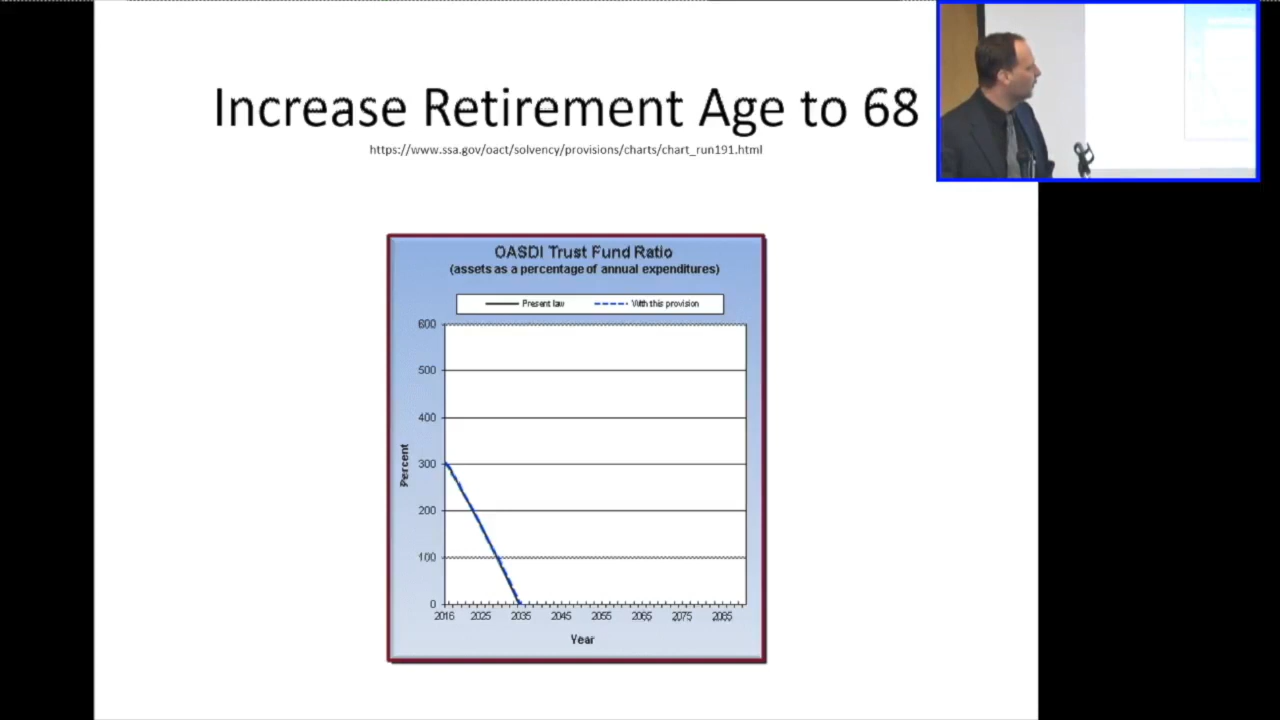 Increase Retirement Age to 68
https://www.ssa.gov/oact/solvency/provisions/charts/chart_run191.html
OASDI Trust Fund Ratio
(assets as a percentage of annual expenditures)
Present law With this provision
600
500
400
300
200
100
0
Percent
2016 2025 2035 2045 2055 2065 2075 2085
Year